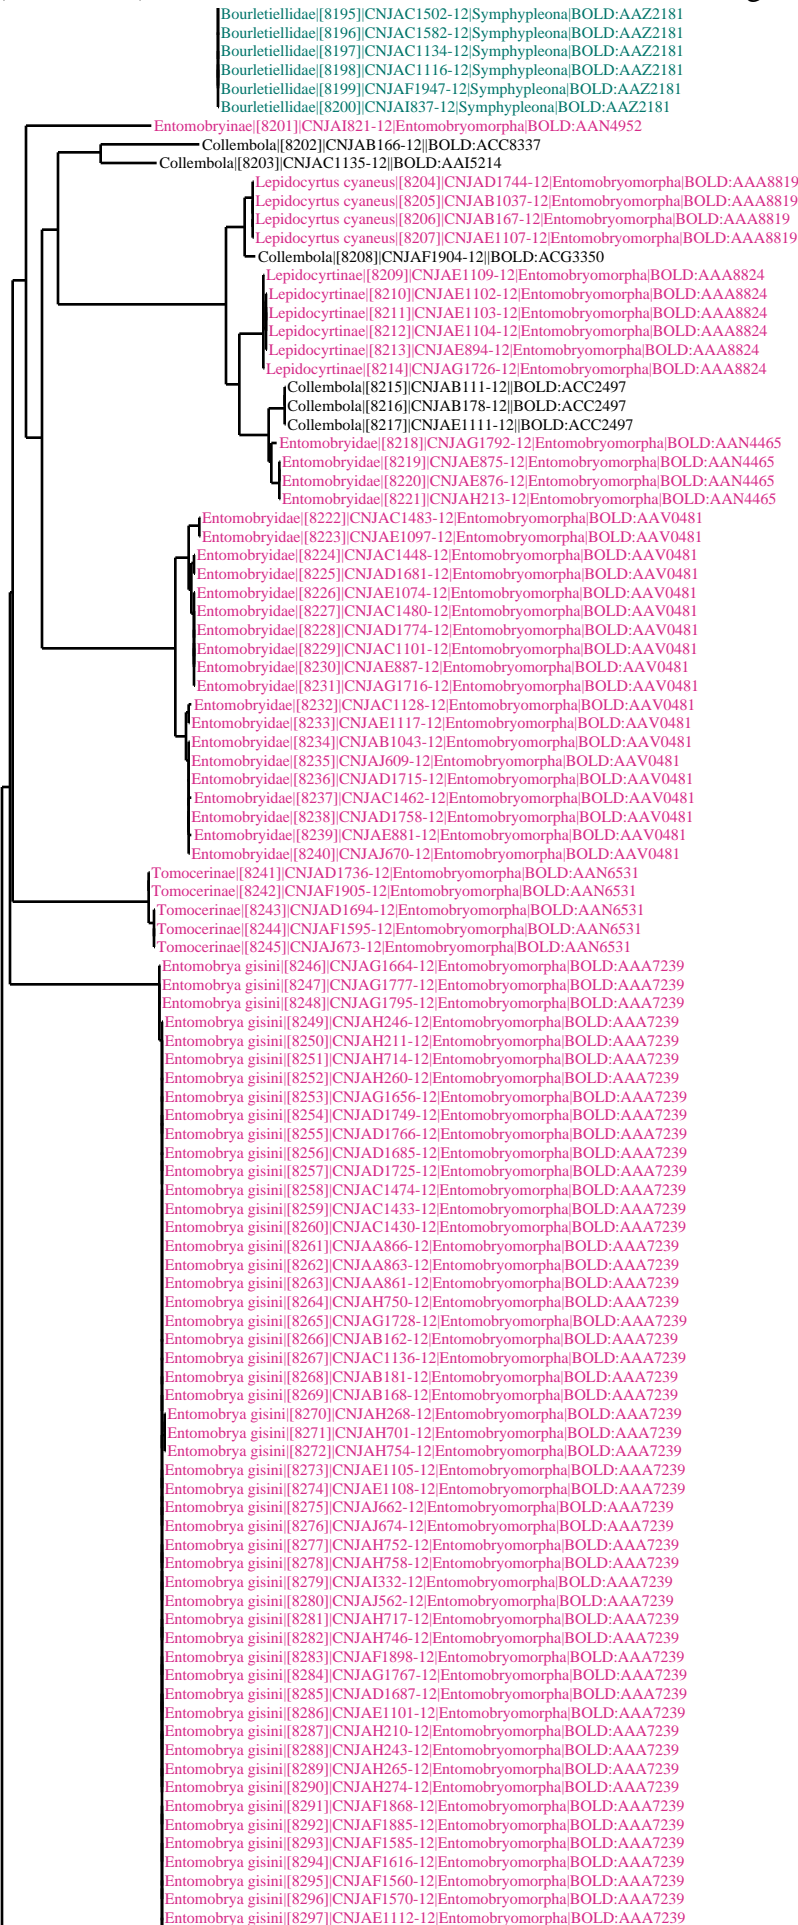 Bourletiellidae|[8195]|CNJAC1502-12|Symphypleona|BOLD:AAZ2181
Bourletiellidae|[8196]|CNJAC1582-12|Symphypleona|BOLD:AAZ2181
Bourletiellidae|[8197]|CNJAC1134-12|Symphypleona|BOLD:AAZ2181
Bourletiellidae|[8198]|CNJAC1116-12|Symphypleona|BOLD:AAZ2181
Bourletiellidae|[8199]|CNJAF1947-12|Symphypleona|BOLD:AAZ2181
Bourletiellidae|[8200]|CNJAI837-12|Symphypleona|BOLD:AAZ2181
Entomobryinae|[8201]|CNJAI821-12|Entomobryomorpha|BOLD:AAN4952
Collembola|[8202]|CNJAB166-12||BOLD:ACC8337
Collembola|[8203]|CNJAC1135-12||BOLD:AAI5214
Lepidocyrtus cyaneus|[8204]|CNJAD1744-12|Entomobryomorpha|BOLD:AAA8819
Lepidocyrtus cyaneus|[8205]|CNJAB1037-12|Entomobryomorpha|BOLD:AAA8819
Lepidocyrtus cyaneus|[8206]|CNJAB167-12|Entomobryomorpha|BOLD:AAA8819
Lepidocyrtus cyaneus|[8207]|CNJAE1107-12|Entomobryomorpha|BOLD:AAA8819
Collembola|[8208]|CNJAF1904-12||BOLD:ACG3350
Lepidocyrtinae|[8209]|CNJAE1109-12|Entomobryomorpha|BOLD:AAA8824
Lepidocyrtinae|[8210]|CNJAE1102-12|Entomobryomorpha|BOLD:AAA8824
Lepidocyrtinae|[8211]|CNJAE1103-12|Entomobryomorpha|BOLD:AAA8824
Lepidocyrtinae|[8212]|CNJAE1104-12|Entomobryomorpha|BOLD:AAA8824
Lepidocyrtinae|[8213]|CNJAE894-12|Entomobryomorpha|BOLD:AAA8824
Lepidocyrtinae|[8214]|CNJAG1726-12|Entomobryomorpha|BOLD:AAA8824
Collembola|[8215]|CNJAB111-12||BOLD:ACC2497
Collembola|[8216]|CNJAB178-12||BOLD:ACC2497
Collembola|[8217]|CNJAE1111-12||BOLD:ACC2497
Entomobryidae|[8218]|CNJAG1792-12|Entomobryomorpha|BOLD:AAN4465
Entomobryidae|[8219]|CNJAE875-12|Entomobryomorpha|BOLD:AAN4465
Entomobryidae|[8220]|CNJAE876-12|Entomobryomorpha|BOLD:AAN4465
Entomobryidae|[8221]|CNJAH213-12|Entomobryomorpha|BOLD:AAN4465
Entomobryidae|[8222]|CNJAC1483-12|Entomobryomorpha|BOLD:AAV0481
Entomobryidae|[8223]|CNJAE1097-12|Entomobryomorpha|BOLD:AAV0481
Entomobryidae|[8224]|CNJAC1448-12|Entomobryomorpha|BOLD:AAV0481
Entomobryidae|[8225]|CNJAD1681-12|Entomobryomorpha|BOLD:AAV0481
Entomobryidae|[8226]|CNJAE1074-12|Entomobryomorpha|BOLD:AAV0481
Entomobryidae|[8227]|CNJAC1480-12|Entomobryomorpha|BOLD:AAV0481
Entomobryidae|[8228]|CNJAD1774-12|Entomobryomorpha|BOLD:AAV0481
Entomobryidae|[8229]|CNJAC1101-12|Entomobryomorpha|BOLD:AAV0481
Entomobryidae|[8230]|CNJAE887-12|Entomobryomorpha|BOLD:AAV0481
Entomobryidae|[8231]|CNJAG1716-12|Entomobryomorpha|BOLD:AAV0481
Entomobryidae|[8232]|CNJAC1128-12|Entomobryomorpha|BOLD:AAV0481
Entomobryidae|[8233]|CNJAE1117-12|Entomobryomorpha|BOLD:AAV0481
Entomobryidae|[8234]|CNJAB1043-12|Entomobryomorpha|BOLD:AAV0481
Entomobryidae|[8235]|CNJAJ609-12|Entomobryomorpha|BOLD:AAV0481
Entomobryidae|[8236]|CNJAD1715-12|Entomobryomorpha|BOLD:AAV0481
Entomobryidae|[8237]|CNJAC1462-12|Entomobryomorpha|BOLD:AAV0481
Entomobryidae|[8238]|CNJAD1758-12|Entomobryomorpha|BOLD:AAV0481
Entomobryidae|[8239]|CNJAE881-12|Entomobryomorpha|BOLD:AAV0481
Entomobryidae|[8240]|CNJAJ670-12|Entomobryomorpha|BOLD:AAV0481
Tomocerinae|[8241]|CNJAD1736-12|Entomobryomorpha|BOLD:AAN6531
Tomocerinae|[8242]|CNJAF1905-12|Entomobryomorpha|BOLD:AAN6531
Tomocerinae|[8243]|CNJAD1694-12|Entomobryomorpha|BOLD:AAN6531
Tomocerinae|[8244]|CNJAF1595-12|Entomobryomorpha|BOLD:AAN6531
Tomocerinae|[8245]|CNJAJ673-12|Entomobryomorpha|BOLD:AAN6531
Entomobrya gisini|[8246]|CNJAG1664-12|Entomobryomorpha|BOLD:AAA7239
Entomobrya gisini|[8247]|CNJAG1777-12|Entomobryomorpha|BOLD:AAA7239
Entomobrya gisini|[8248]|CNJAG1795-12|Entomobryomorpha|BOLD:AAA7239
Entomobrya gisini|[8249]|CNJAH246-12|Entomobryomorpha|BOLD:AAA7239
Entomobrya gisini|[8250]|CNJAH211-12|Entomobryomorpha|BOLD:AAA7239
Entomobrya gisini|[8251]|CNJAH714-12|Entomobryomorpha|BOLD:AAA7239
Entomobrya gisini|[8252]|CNJAH260-12|Entomobryomorpha|BOLD:AAA7239
Entomobrya gisini|[8253]|CNJAG1656-12|Entomobryomorpha|BOLD:AAA7239
Entomobrya gisini|[8254]|CNJAD1749-12|Entomobryomorpha|BOLD:AAA7239
Entomobrya gisini|[8255]|CNJAD1766-12|Entomobryomorpha|BOLD:AAA7239
Entomobrya gisini|[8256]|CNJAD1685-12|Entomobryomorpha|BOLD:AAA7239
Entomobrya gisini|[8257]|CNJAD1725-12|Entomobryomorpha|BOLD:AAA7239
Entomobrya gisini|[8258]|CNJAC1474-12|Entomobryomorpha|BOLD:AAA7239
Entomobrya gisini|[8259]|CNJAC1433-12|Entomobryomorpha|BOLD:AAA7239
Entomobrya gisini|[8260]|CNJAC1430-12|Entomobryomorpha|BOLD:AAA7239
Entomobrya gisini|[8261]|CNJAA866-12|Entomobryomorpha|BOLD:AAA7239
Entomobrya gisini|[8262]|CNJAA863-12|Entomobryomorpha|BOLD:AAA7239
Entomobrya gisini|[8263]|CNJAA861-12|Entomobryomorpha|BOLD:AAA7239
Entomobrya gisini|[8264]|CNJAH750-12|Entomobryomorpha|BOLD:AAA7239
Entomobrya gisini|[8265]|CNJAG1728-12|Entomobryomorpha|BOLD:AAA7239
Entomobrya gisini|[8266]|CNJAB162-12|Entomobryomorpha|BOLD:AAA7239
Entomobrya gisini|[8267]|CNJAC1136-12|Entomobryomorpha|BOLD:AAA7239
Entomobrya gisini|[8268]|CNJAB181-12|Entomobryomorpha|BOLD:AAA7239
Entomobrya gisini|[8269]|CNJAB168-12|Entomobryomorpha|BOLD:AAA7239
Entomobrya gisini|[8270]|CNJAH268-12|Entomobryomorpha|BOLD:AAA7239
Entomobrya gisini|[8271]|CNJAH701-12|Entomobryomorpha|BOLD:AAA7239
Entomobrya gisini|[8272]|CNJAH754-12|Entomobryomorpha|BOLD:AAA7239
Entomobrya gisini|[8273]|CNJAE1105-12|Entomobryomorpha|BOLD:AAA7239
Entomobrya gisini|[8274]|CNJAE1108-12|Entomobryomorpha|BOLD:AAA7239
Entomobrya gisini|[8275]|CNJAJ662-12|Entomobryomorpha|BOLD:AAA7239
Entomobrya gisini|[8276]|CNJAJ674-12|Entomobryomorpha|BOLD:AAA7239
Entomobrya gisini|[8277]|CNJAH752-12|Entomobryomorpha|BOLD:AAA7239
Entomobrya gisini|[8278]|CNJAH758-12|Entomobryomorpha|BOLD:AAA7239
Entomobrya gisini|[8279]|CNJAI332-12|Entomobryomorpha|BOLD:AAA7239
Entomobrya gisini|[8280]|CNJAJ562-12|Entomobryomorpha|BOLD:AAA7239
Entomobrya gisini|[8281]|CNJAH717-12|Entomobryomorpha|BOLD:AAA7239
Entomobrya gisini|[8282]|CNJAH746-12|Entomobryomorpha|BOLD:AAA7239
Entomobrya gisini|[8283]|CNJAF1898-12|Entomobryomorpha|BOLD:AAA7239
Entomobrya gisini|[8284]|CNJAG1767-12|Entomobryomorpha|BOLD:AAA7239
Entomobrya gisini|[8285]|CNJAD1687-12|Entomobryomorpha|BOLD:AAA7239
Entomobrya gisini|[8286]|CNJAE1101-12|Entomobryomorpha|BOLD:AAA7239
Entomobrya gisini|[8287]|CNJAH210-12|Entomobryomorpha|BOLD:AAA7239
Entomobrya gisini|[8288]|CNJAH243-12|Entomobryomorpha|BOLD:AAA7239
Entomobrya gisini|[8289]|CNJAH265-12|Entomobryomorpha|BOLD:AAA7239
Entomobrya gisini|[8290]|CNJAH274-12|Entomobryomorpha|BOLD:AAA7239
Entomobrya gisini|[8291]|CNJAF1868-12|Entomobryomorpha|BOLD:AAA7239
Entomobrya gisini|[8292]|CNJAF1885-12|Entomobryomorpha|BOLD:AAA7239
Entomobrya gisini|[8293]|CNJAF1585-12|Entomobryomorpha|BOLD:AAA7239
Entomobrya gisini|[8294]|CNJAF1616-12|Entomobryomorpha|BOLD:AAA7239
Entomobrya gisini|[8295]|CNJAF1560-12|Entomobryomorpha|BOLD:AAA7239
Entomobrya gisini|[8296]|CNJAF1570-12|Entomobryomorpha|BOLD:AAA7239
Entomobrya gisini|[8297]|CNJAE1112-12|Entomobryomorpha|BOLD:AAA7239